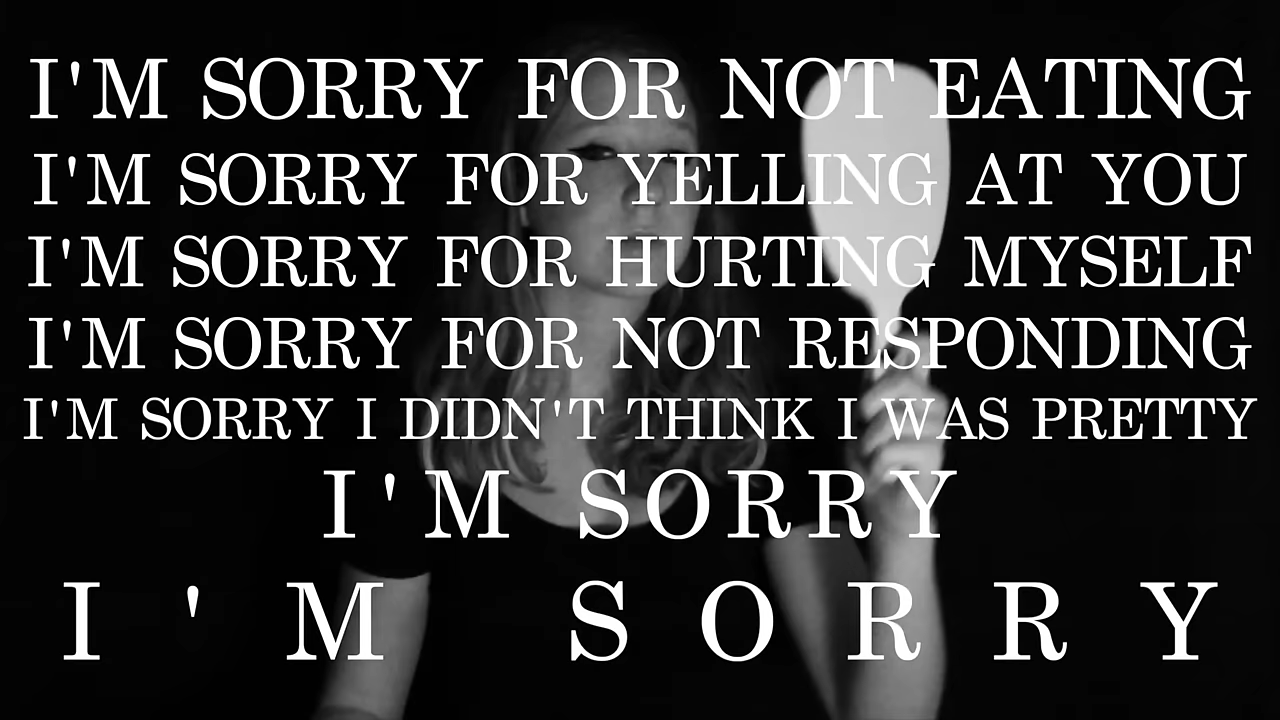 I'M SORRY FOR NOT EATING
I'M SORRY FOR YELLING AT YOU
I'M SORRY FOR HURTING MYSELF
I'M SORRY FOR NOT RESPONDING
I'M SORRY I DIDN'T THINK I WAS PRETTY
I'M SORRY
I'M SORRY